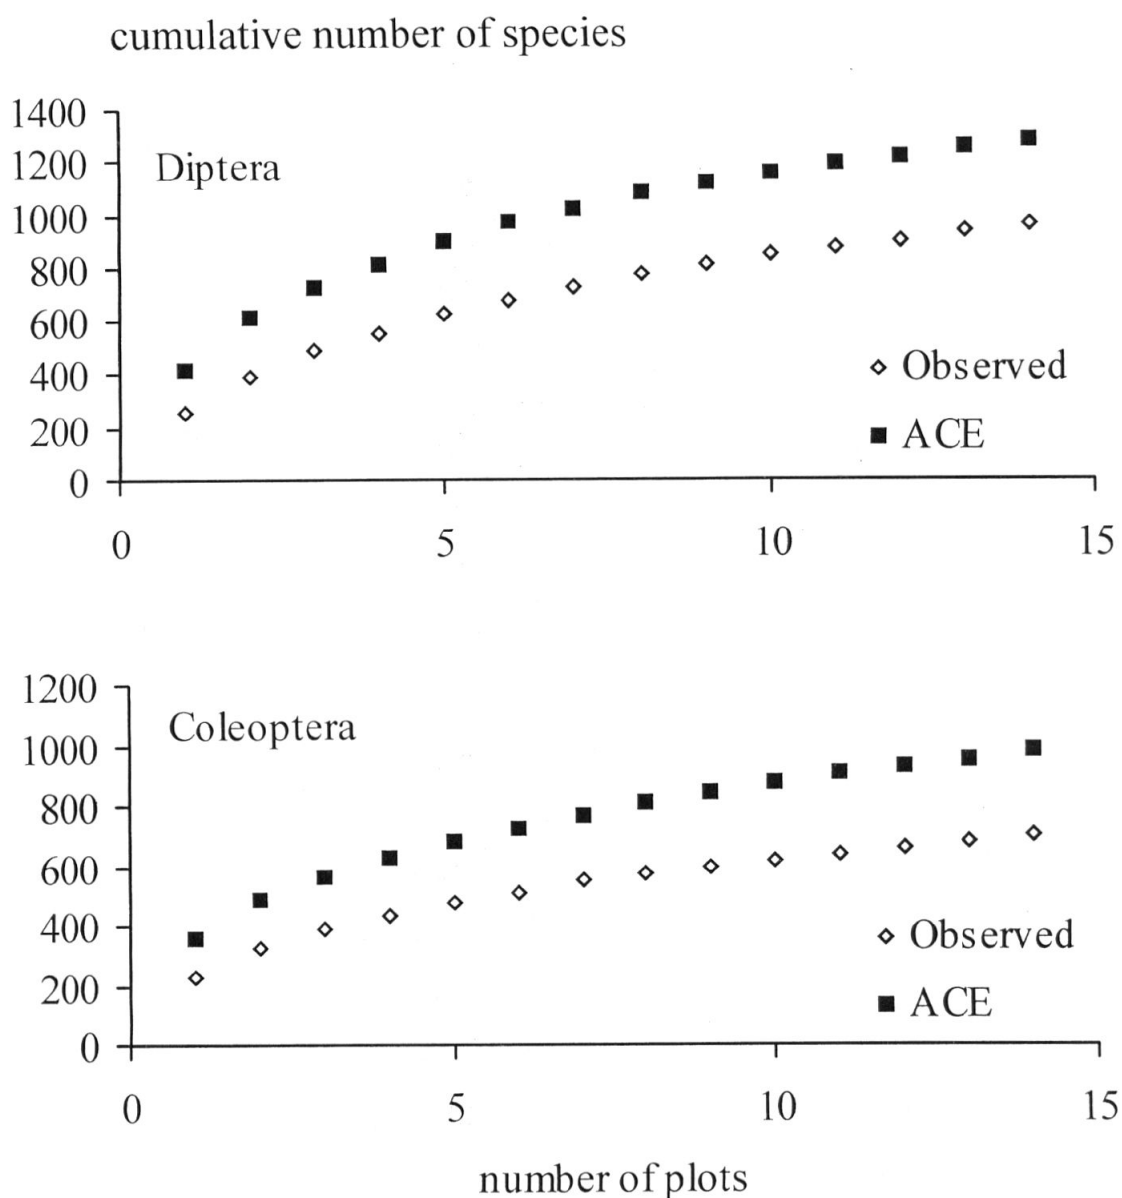 cumulative number of species
1400
1200
1000
800
600
400
200
0
Diptera
Observed
ACE
0 5 10 15
1200
1000
800
600
400
200
0
Coleoptera
Observed
ACE
0 5 10 15
number of plots